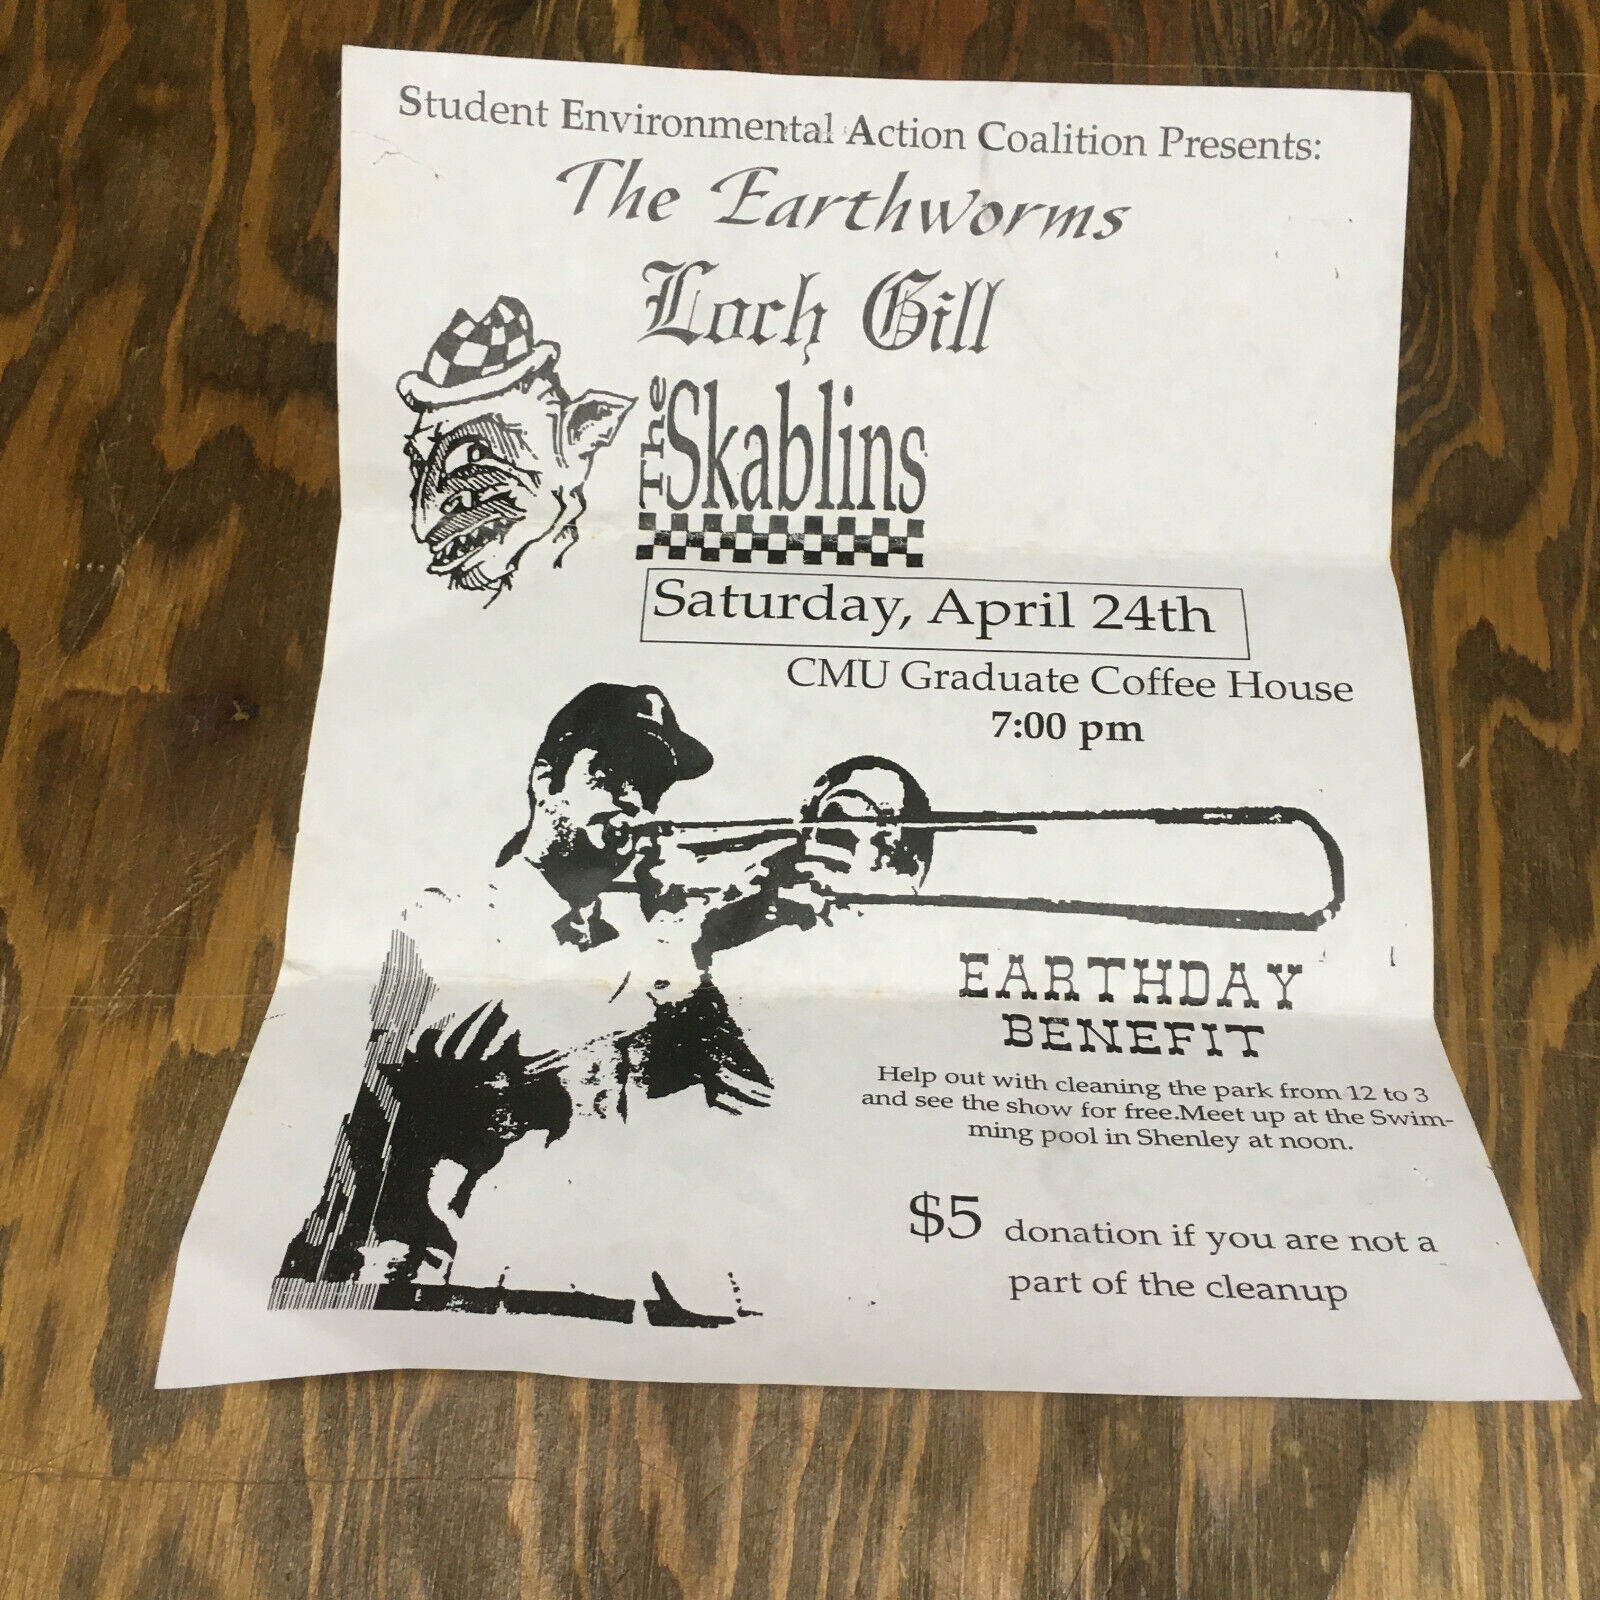 Student Environmental Action Coalition Presents:
The Earthworms
Loch Gill
The Skablins
Saturday, April 24th
CMU Graduate Coffee House
7:00 pm
EARTHDAY
BENEFIT
Help out with cleaning the park from 12 to 3
and see the show for free.Meet up at the Swim-
ming pool in Shenley at noon.
$5 donation if you are not a
part of the cleanup